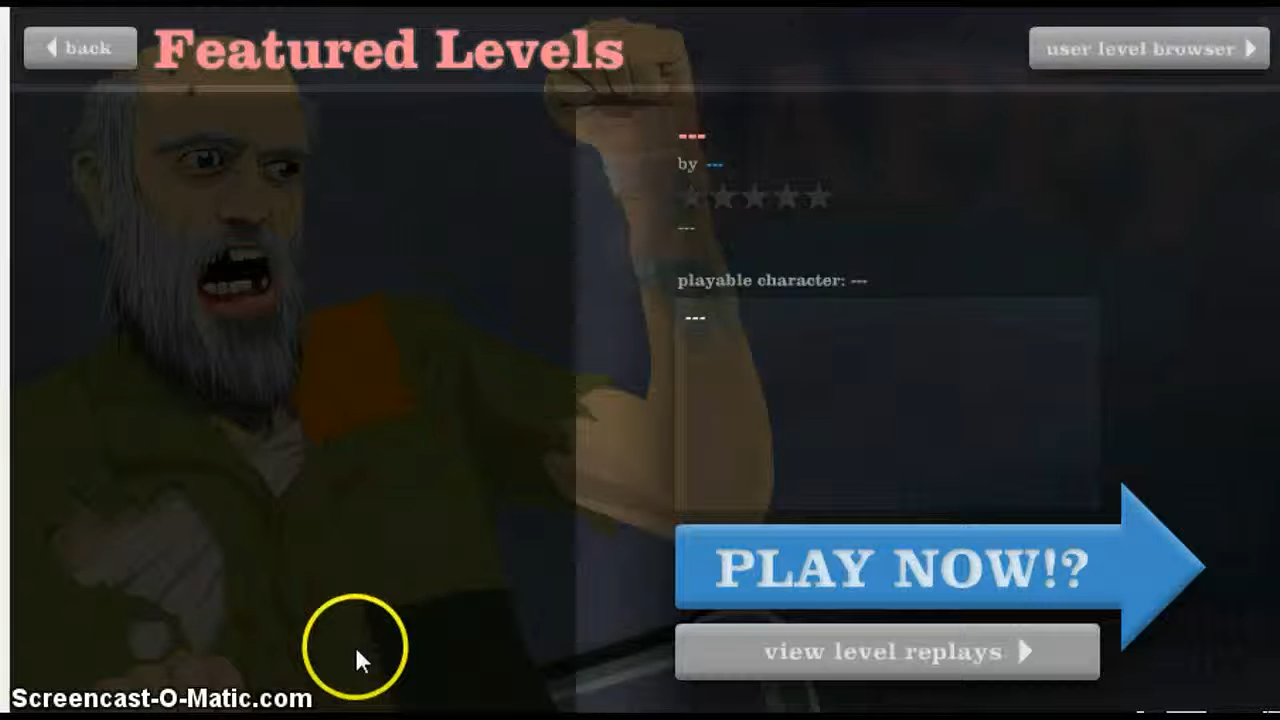 back
Featured Levels
user level browser
---
by ---
---
playable character: ---
---
PLAY NOW!?
view level replays
Screencast-O-Matic.com